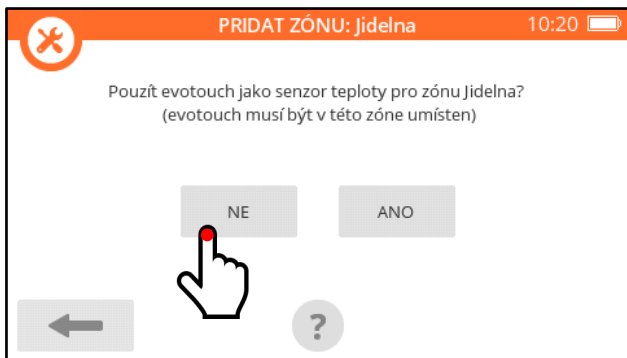 PRIDAT ZÓNU: Jidelna
10:20
Použít evotouch jako senzor teploty pro zónu Jidelna?
(evotouch musí být v této zóne umísten)
NE
ANO
?